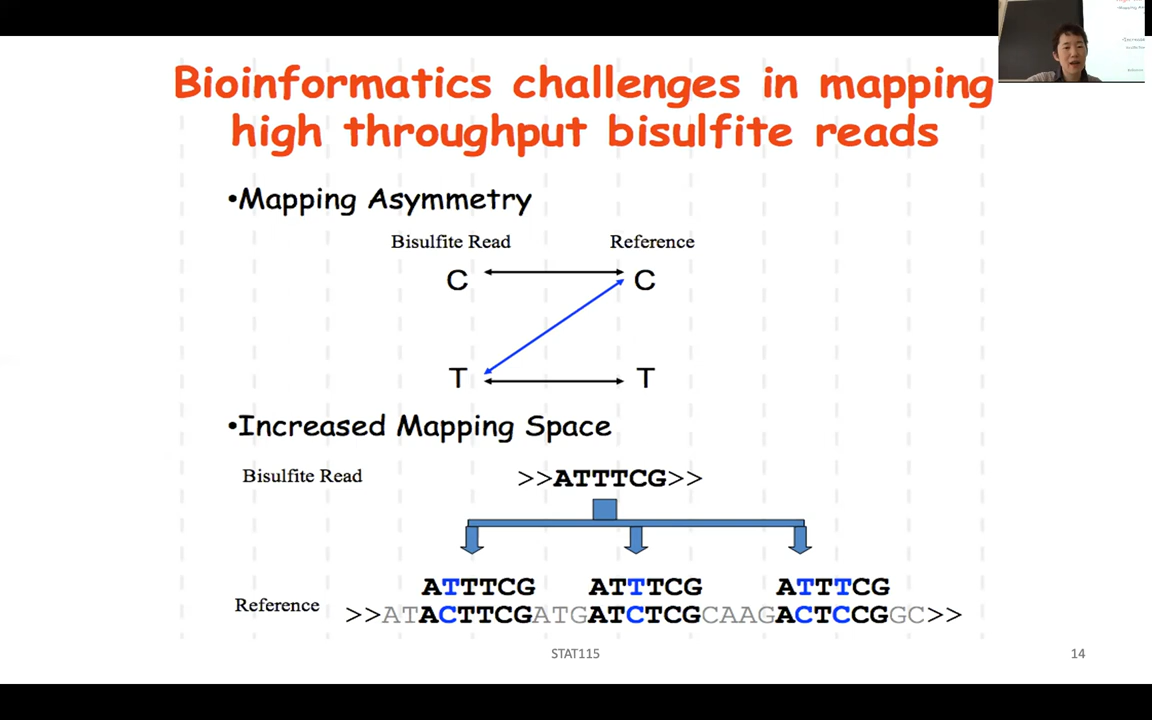 Bioinformatics challenges in mapping
high throughput bisulfite reads
•Mapping Asymmetry
Bisulfite Read Reference
C C
T T
•Increased Mapping Space
Bisulfite Read >>ATTTCG>>
ATTTCG ATTTCG ATTTCG
Reference >>ATACTTCGATGATCTCGCAAGACTCCGGC>>
STAT115 14